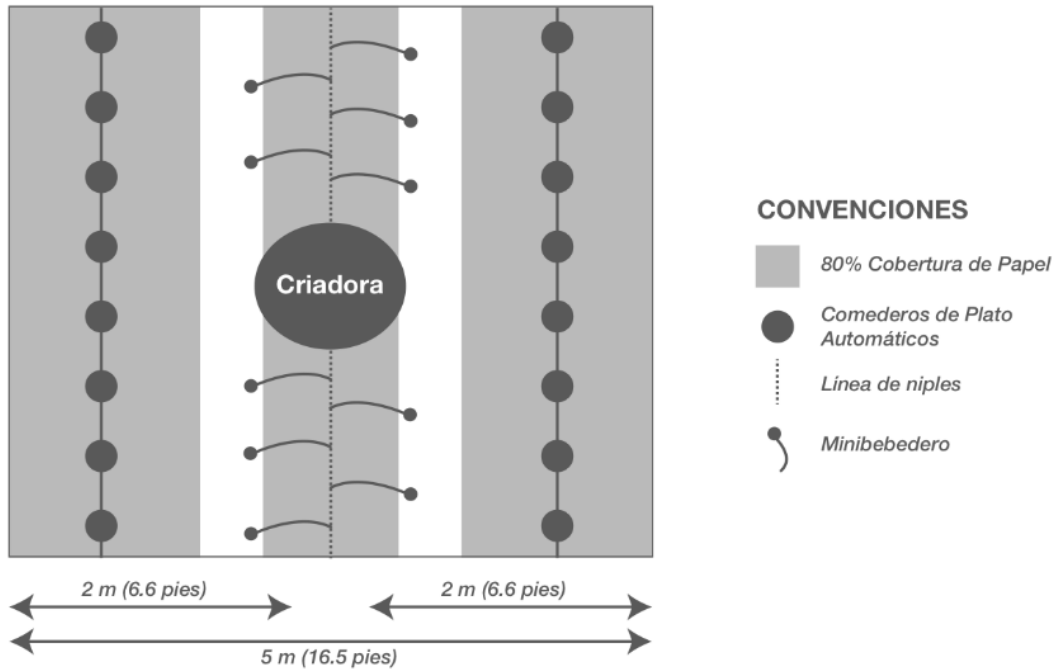 Criadora
2 m (6.6 pies)
2 m (6.6 pies)
5 m (16.5 pies)
CONVENCIONES
80% Cobertura de Papel
Comederos de Plato
Automáticos
Línea de niples
Minibebedero